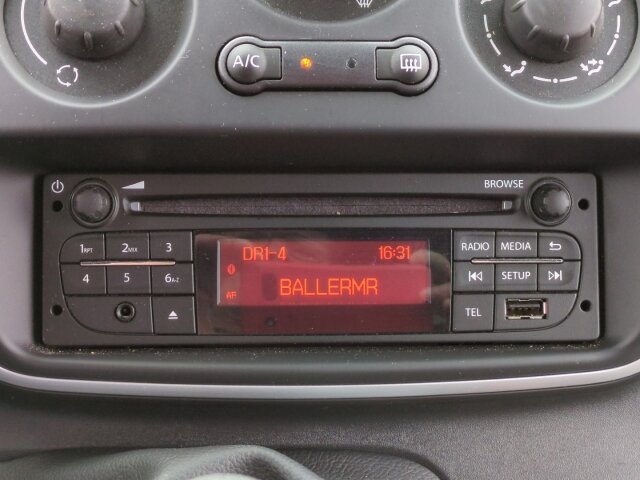 A/C
BROWSE
1RPT 2MIX 3
4 5 6A-Z
DR1-4 16:31
BALLERMR
AF
RADIO MEDIA
SETUP
TEL